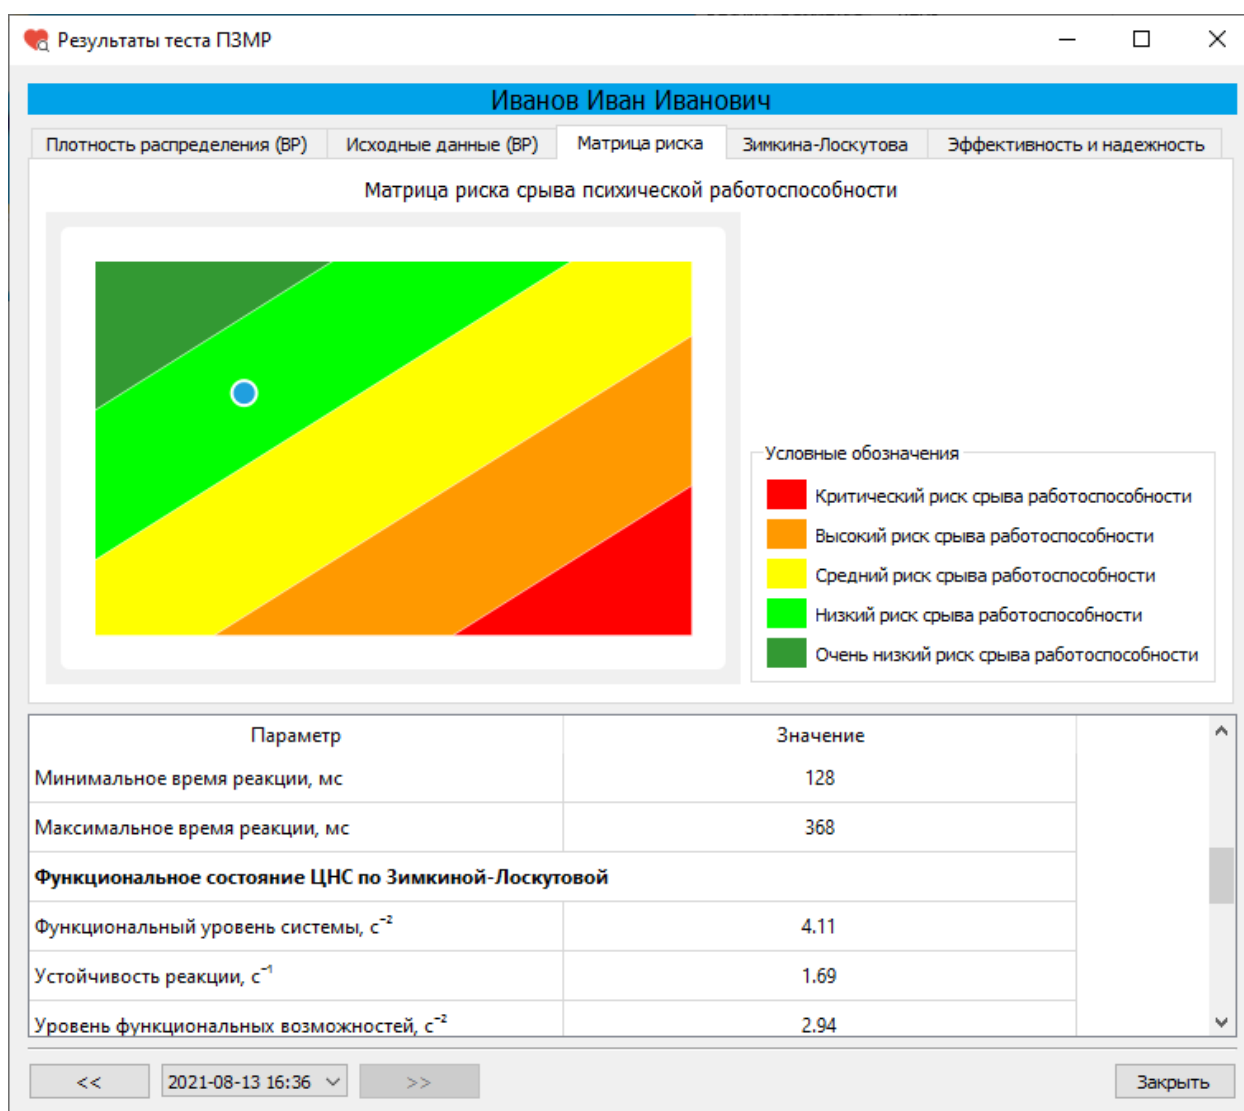 Результаты теста ПЗМР
Иванов Иван Иванович
Плотность распределения (ВР) Исходные данные (ВР) Матрица риска Зимкина-Лоскутова Эффективность и надежность
Матрица риска срыва психической работоспособности
Условные обозначения
Критический риск срыва работоспособности
Высокий риск срыва работоспособности
Средний риск срыва работоспособности
Низкий риск срыва работоспособности
Очень низкий риск срыва работоспособности
Параметр Значение
Минимальное время реакции, мс 128
Максимальное время реакции, мс 368
Функциональное состояние ЦНС по Зимкиной-Лоскутовой
Функциональный уровень системы, с⁻² 4.11
Устойчивость реакции, с⁻¹ 1.69
Уровень функциональных возможностей, с⁻² 2.94
<< 2021-08-13 16:36 >> Закрыть